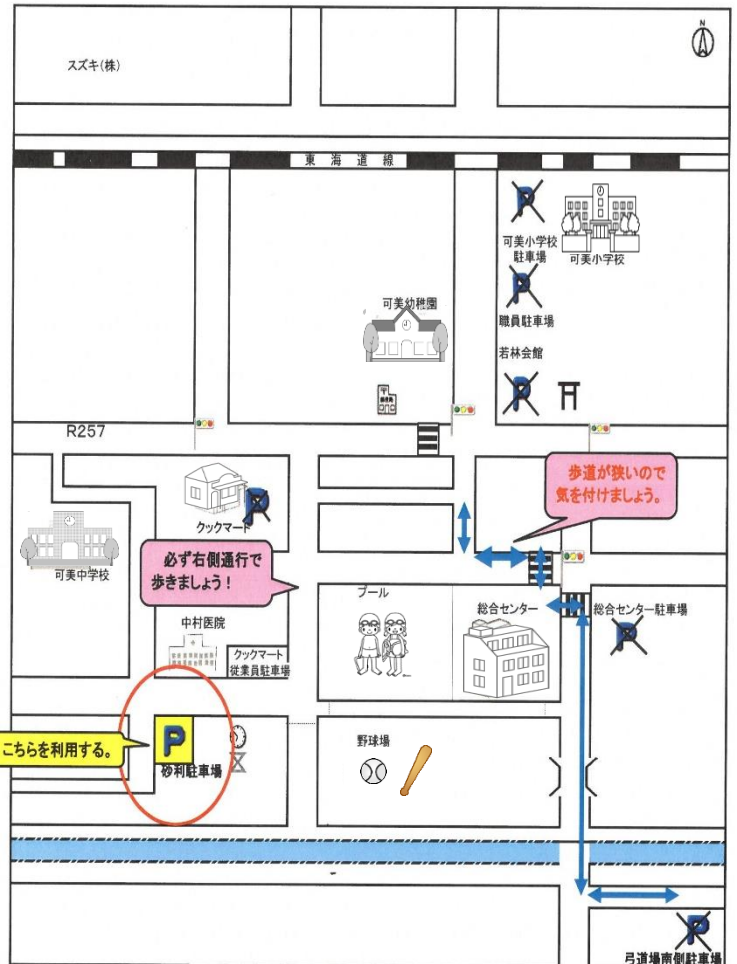 N
スズキ(株)
東海道線
P
可美小学校
駐車場
可美小学校
P
職員駐車場
可美幼稚園
若林会館
P
R257
クックマート
P
歩道が狭いので
気を付けましょう。
可美中学校
必ず右側通行で
歩きましょう！
プール
総合センター
総合センター駐車場
P
中村医院
クックマート
従業員駐車場
こちらを利用する。
P
砂利駐車場
野球場
P
弓道場南側駐車場